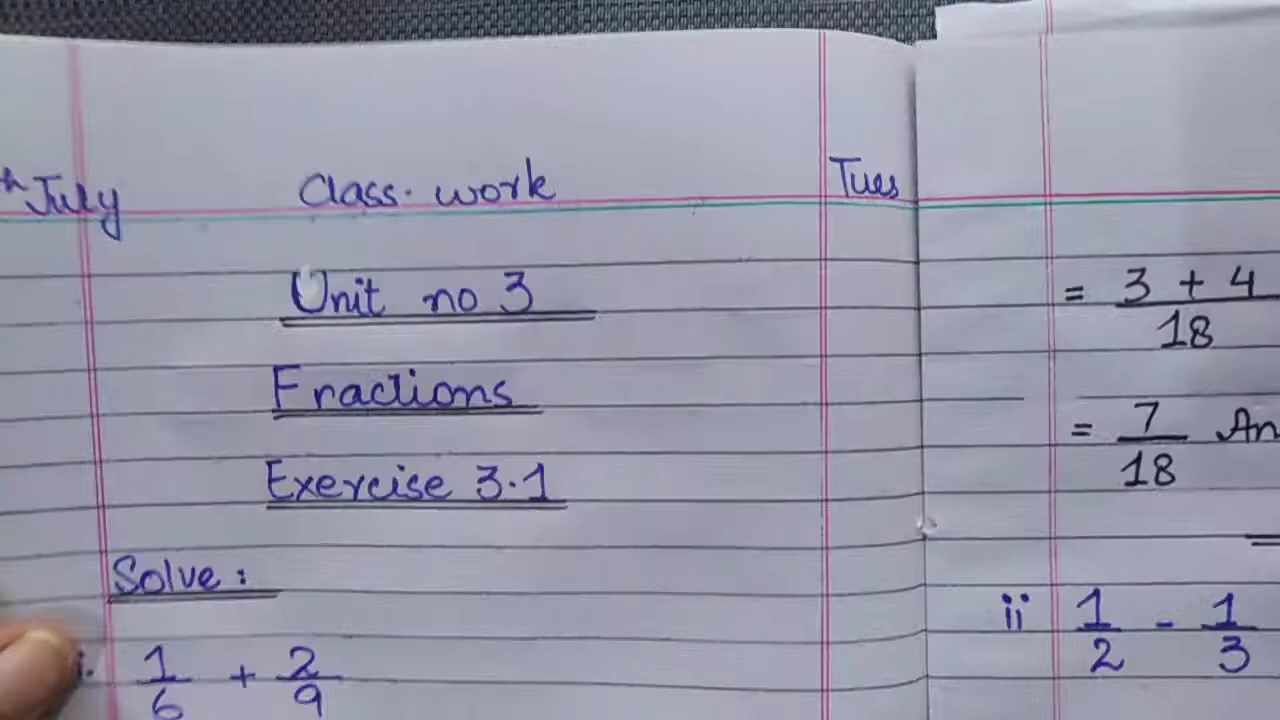 July Class. work Tues
Unit no 3
Fractions
Exercise 3.1
Solve:
i. 1/6 + 2/9
= 3 + 4/18
= 7/18
ii 1/2 - 1/3